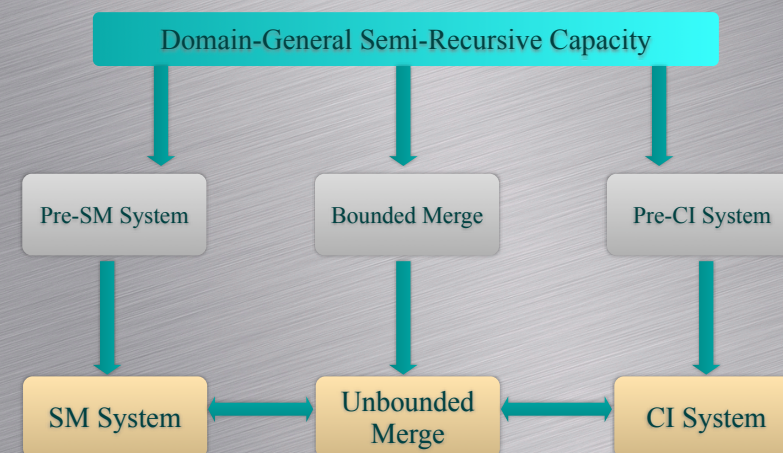 Domain-General Semi-Recursive Capacity
Pre-SM System
Bounded Merge
Pre-CI System
SM System
Unbounded
Merge
CI System